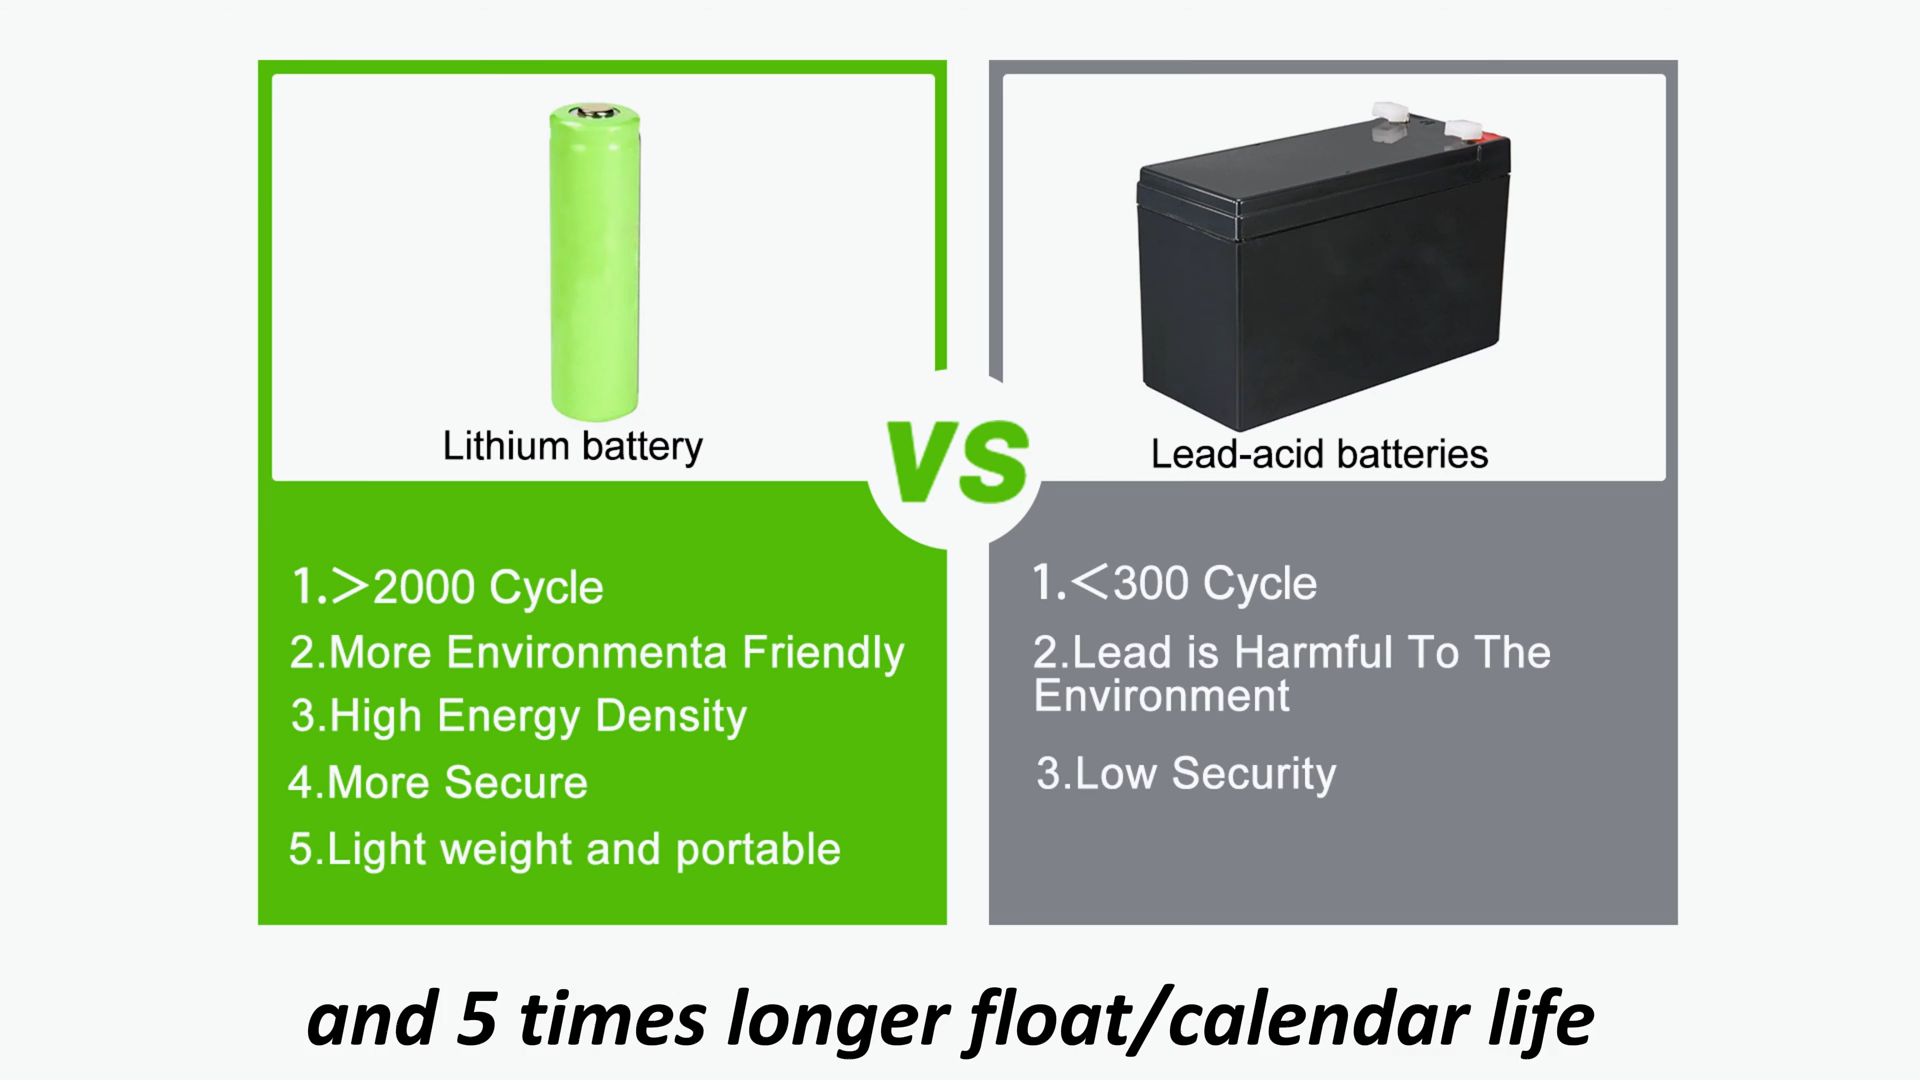 Lithium battery
VS
Lead-acid batteries
1.>2000 Cycle
2.More Environmenta Friendly
3.High Energy Density
4.More Secure
5.Light weight and portable
1.<300 Cycle
2.Lead is Harmful To The
Environment
3.Low Security
and 5 times longer float/calendar life